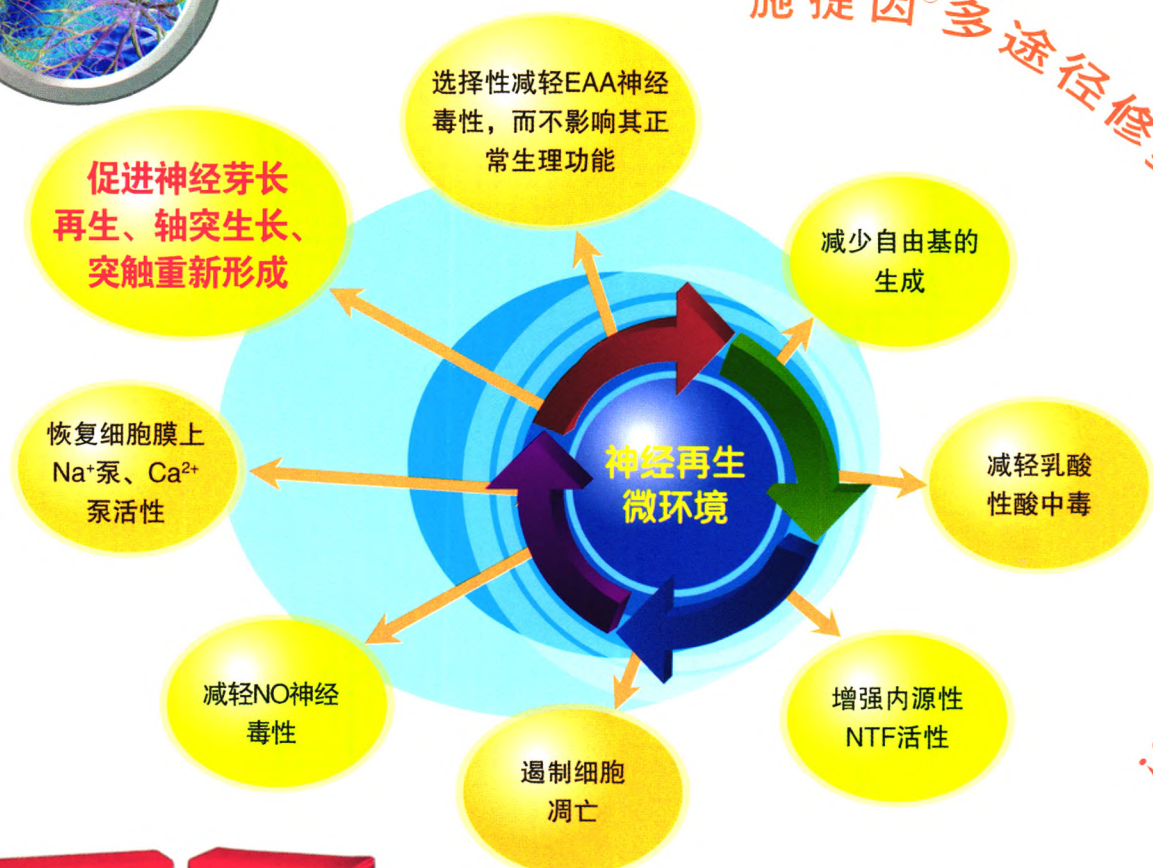 施捷因®多途径修
选择性减轻EAA神经
毒性，而不影响其正
常生理功能
促进神经芽长
再生、轴突生长、
突触重新形成
减少自由基的
生成
恢复细胞膜上
Na⁺泵、Ca²⁺
泵活性
神经再生
微环境
减轻乳酸
性酸中毒
减轻NO神经
毒性
增强内源性
NTF活性
遏制细胞
凋亡